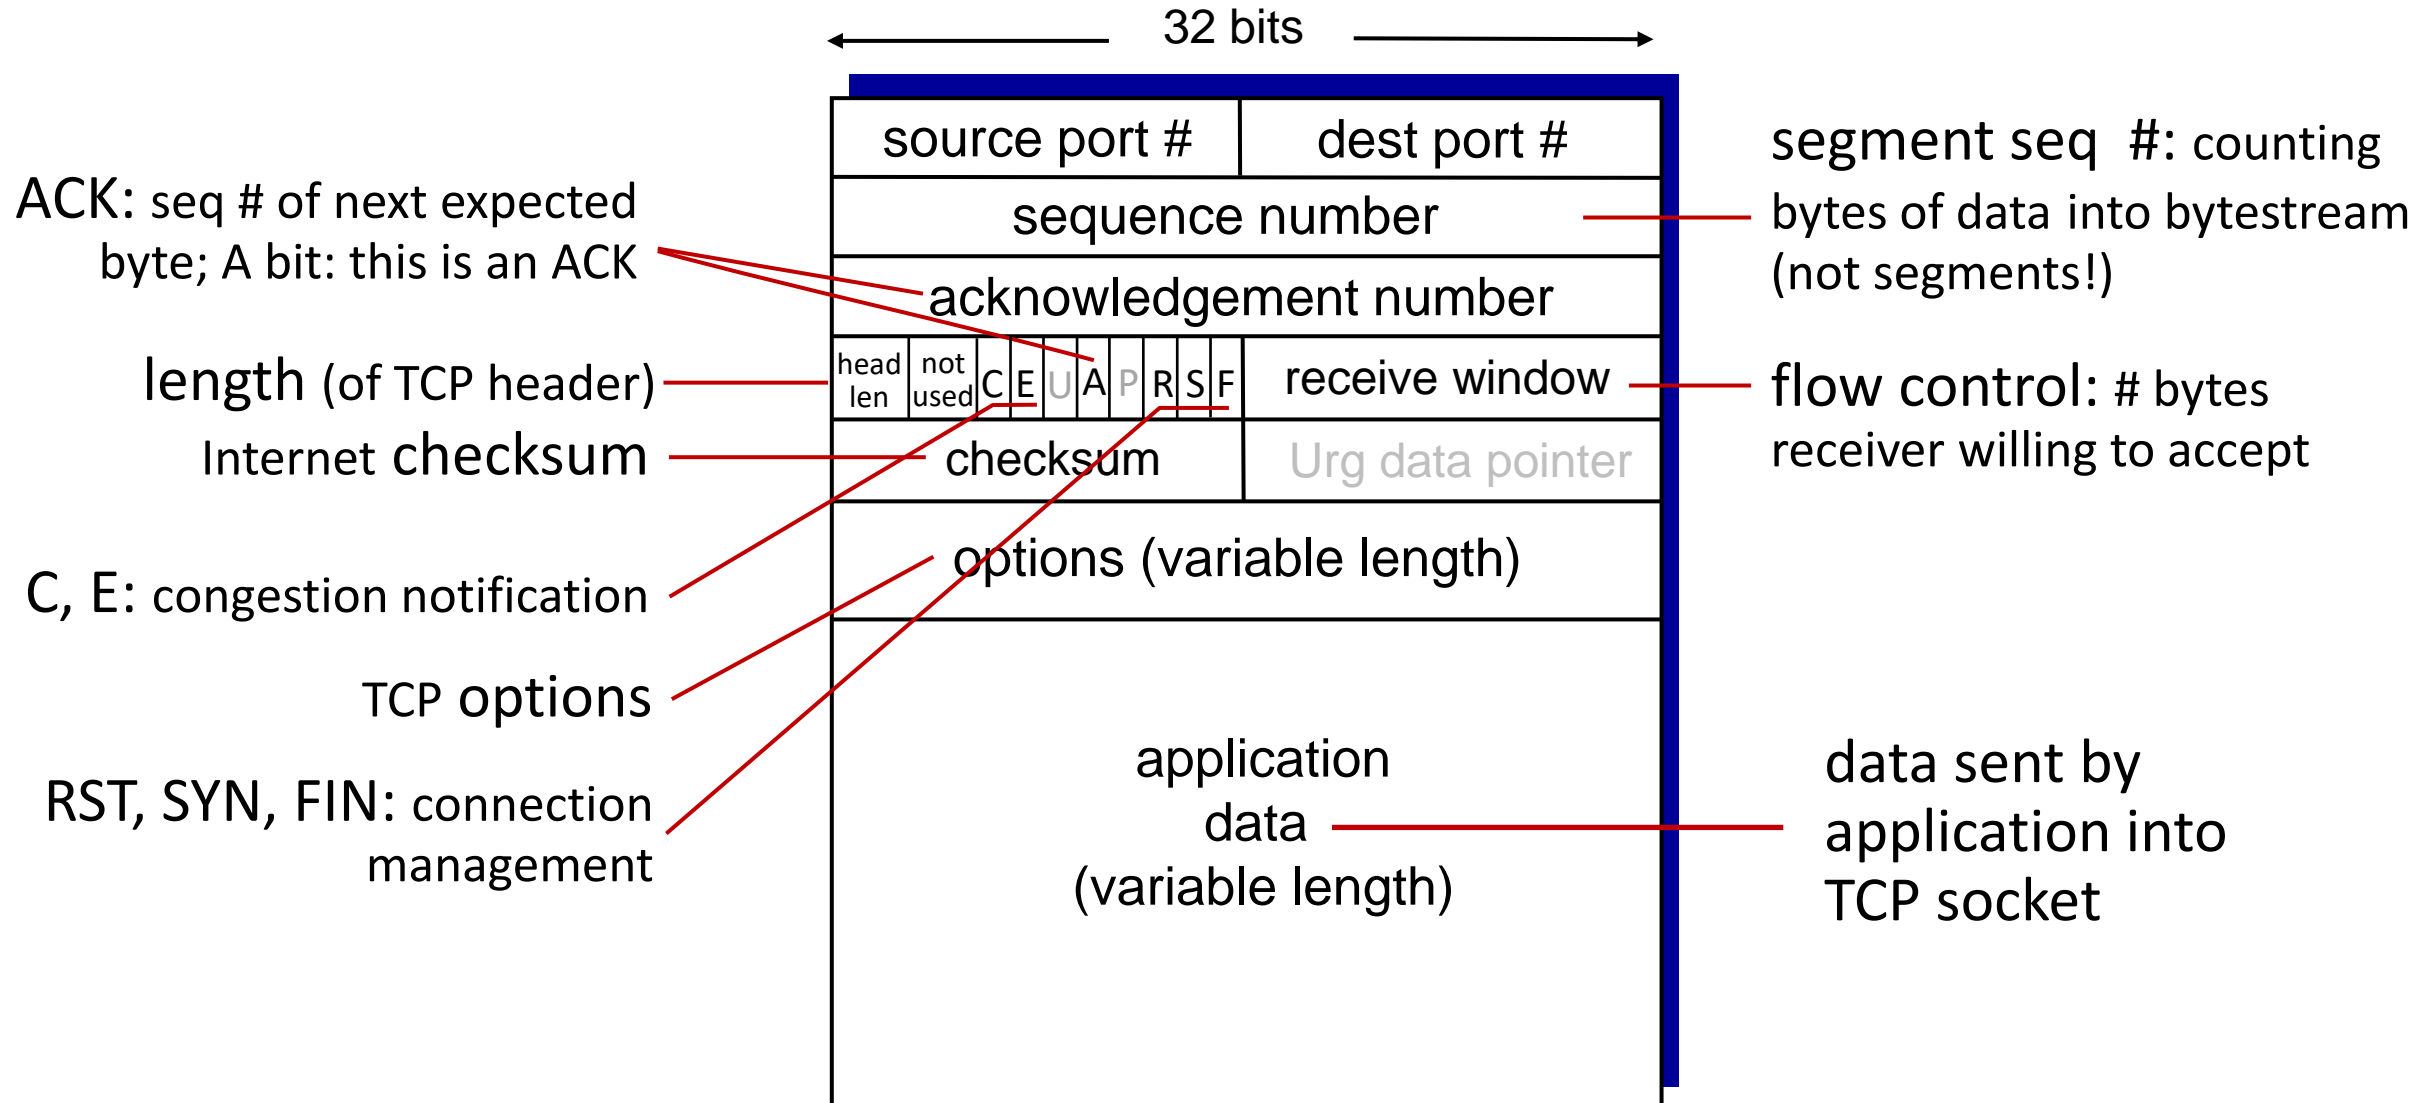 32 bits
source port # dest port #
sequence number
acknowledgement number
head len not used C E U A P R S F receive window
checksum Urg data pointer
options (variable length)
application
data
(variable length)
ACK: seq # of next expected
byte; A bit: this is an ACK
length (of TCP header)
Internet checksum
C, E: congestion notification
TCP options
RST, SYN, FIN: connection
management
segment seq #: counting
bytes of data into bytestream
(not segments!)
flow control: # bytes
receiver willing to accept
data sent by
application into
TCP socket